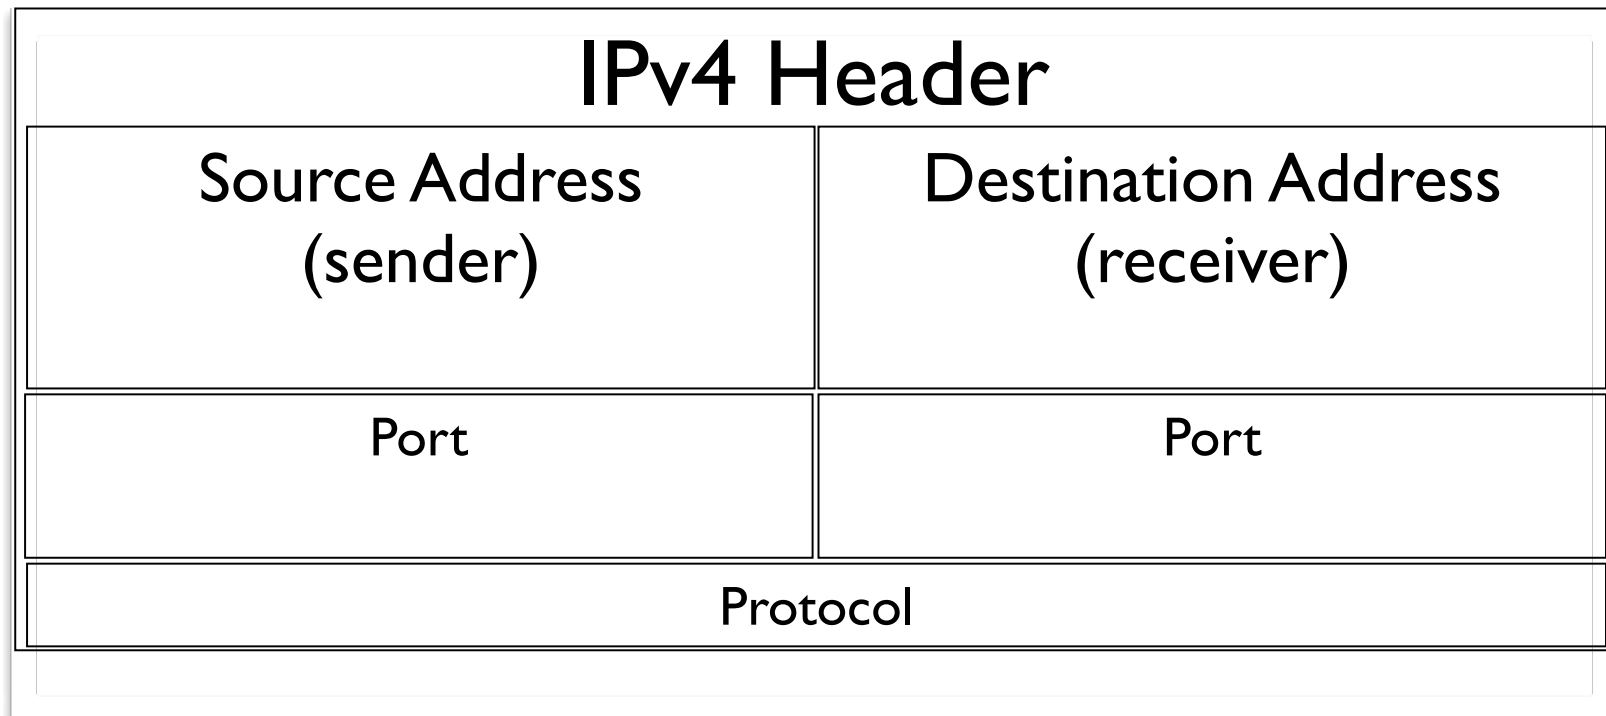 IPv4 Header
Source Address
(sender)
Destination Address
(receiver)
Port
Port
Protocol